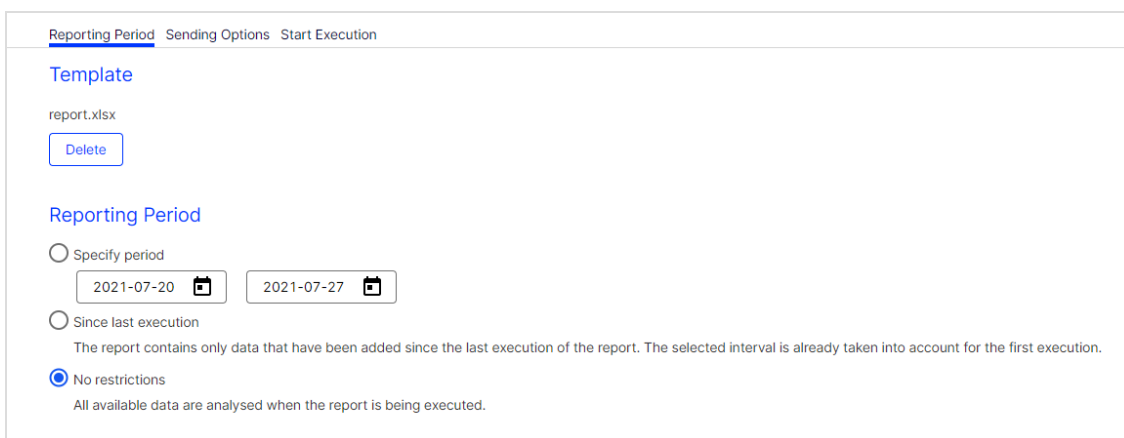 Reporting Period Sending Options Start Execution
Template
report.xlsx
Delete
Reporting Period
Specify period
2021-07-20 2021-07-27
Since last execution
The report contains only data that have been added since the last execution of the report. The selected interval is already taken into account for the first execution.
No restrictions
All available data are analysed when the report is being executed.